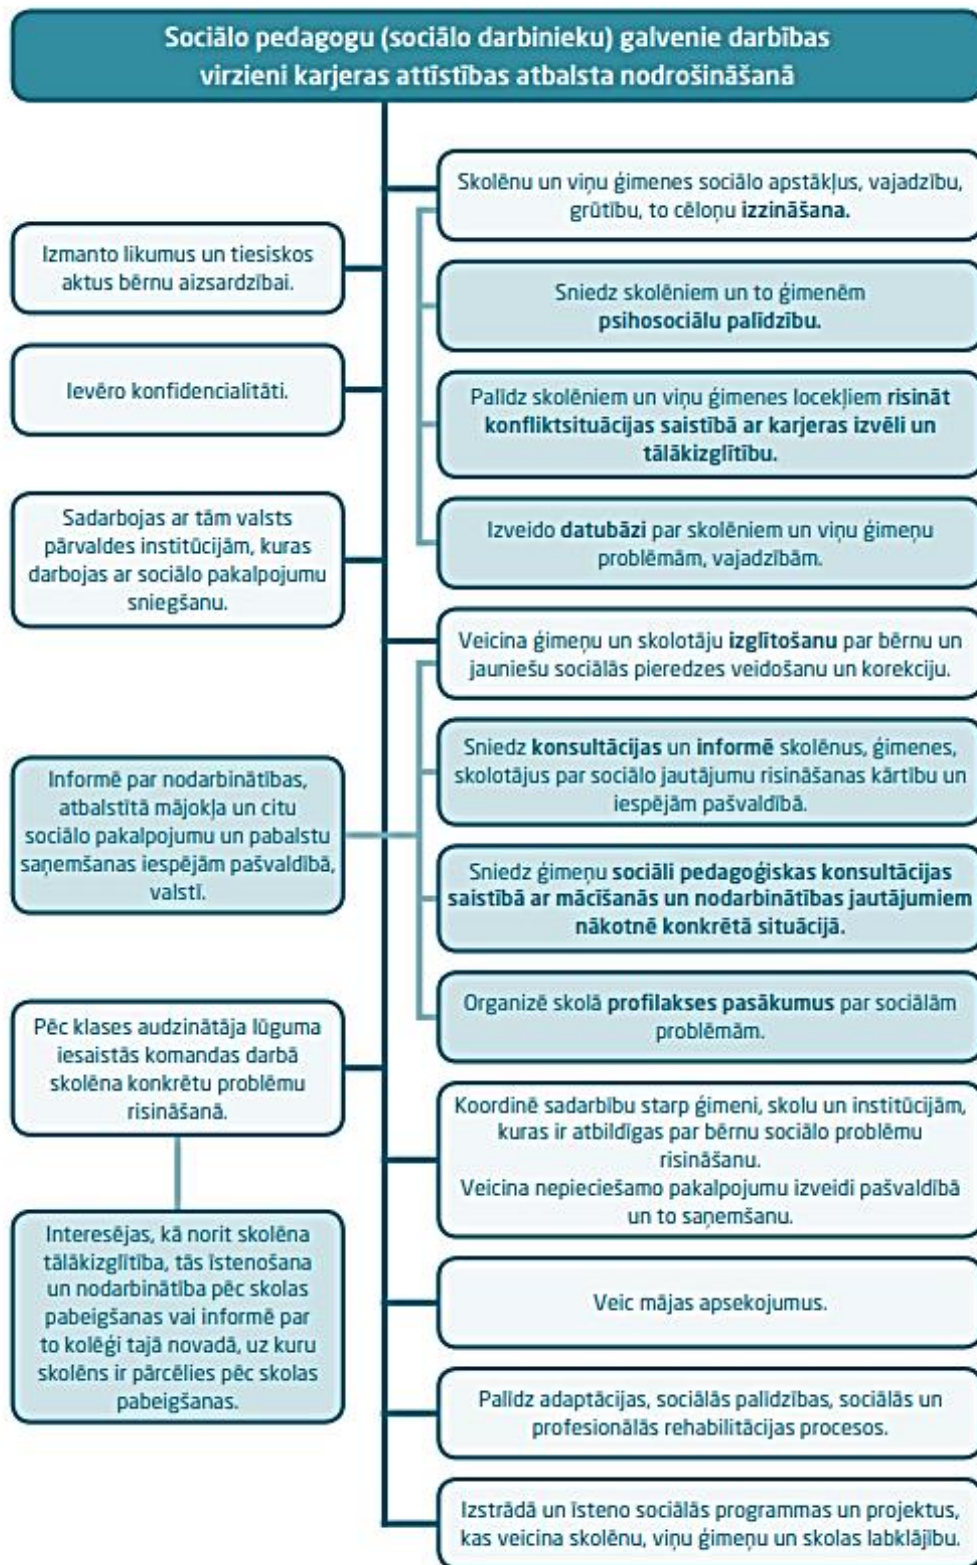 Sociālo pedagogu (sociālo darbinieku) galvenie darbības
virzieni karjeras attīstības atbalsta nodrošināšanā
Izmanto likumus un tiesiskos
aktus bērnu aizsardzībai.
Ievēro konfidencialitāti.
Sadarbojas ar tām valsts
pārvaldes institūcijām, kuras
darbojas ar sociālo pakalpojumu
sniegšanu.
Informē par nodarbinātības,
atbalstītā mājokļa un citu
sociālo pakalpojumu un pabalstu
saņemšanas iespējām pašvaldībā,
valstī.
Pēc klases audzinātāja lūguma
iesaistās komandas darbā
skolēna konkrētu problēmu
risināšanā.
Interesējas, kā norit skolēna
tālākizglītība, tās īstenošana
un nodarbinātība pēc skolas
pabeigšanas vai informē par
to kolēģi tajā novadā, uz kuru
skolēns ir pārcēlies pēc skolas
pabeigšanas.
Skolēnu un viņu ģimenes sociālo apstākļus, vajadzību,
grūtību, to cēloņu izzināšana.
Sniedz skolēniem un to ģimenēm
psihosociālu palīdzību.
Palīdz skolēniem un viņu ģimenes locekļiem risināt
konfliktsituācijas saistībā ar karjeras izvēli un
tālākizglītību.
Izveido datubāzi par skolēniem un viņu ģimeņu
problēmām, vajadzībām.
Veicina ģimeņu un skolotāju izglītošanu par bērnu un
jauniešu sociālās pieredzes veidošanu un korekciju.
Sniedz konsultācijas un informē skolēnus, ģimenes,
skolotājus par sociālo jautājumu risināšanas kārtību un
iespējām pašvaldībā.
Sniedz ģimeņu sociāli pedagoģiskas konsultācijas
saistībā ar mācīšanās un nodarbinātības jautājumiem
nākotnē konkrētā situācijā.
Organizē skolā profilakses pasākumus par sociālām
problēmām.
Koordinē sadarbību starp ģimeni, skolu un institūcijām,
kuras ir atbildīgas par bērnu sociālo problēmu
risināšanu.
Veicina nepieciešamo pakalpojumu izveidi pašvaldībā
un to saņemšanu.
Veic mājas apsekojumus.
Palīdz adaptācijas, sociālās palīdzības, sociālās un
profesionālās rehabilitācijas procesos.
Izstrādā un īsteno sociālās programmas un projektus,
kas veicina skolēnu, viņu ģimeņu un skolas labklājību.